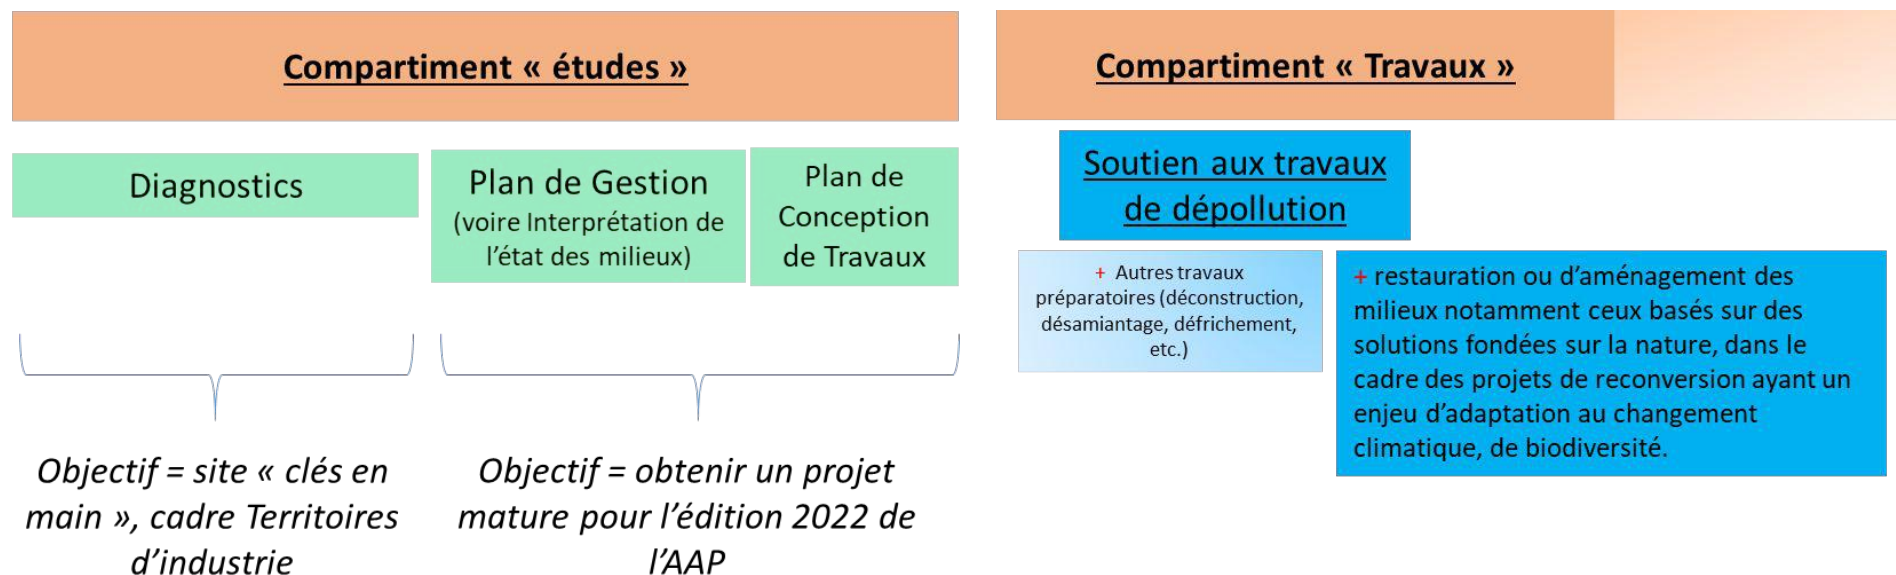 Compartiment « études »
Compartiment « Travaux »
Diagnostics
Plan de Gestion
(voire Interprétation de
l’état des milieux)
Plan de
Conception
de Travaux
Objectif = site « clés en
main », cadre Territoires
d’industrie
Objectif = obtenir un projet
mature pour l’édition 2022 de
l’AAP
Soutien aux travaux
de dépollution
+ Autres travaux
préparatoires (déconstruction,
désamiantage, défrichement,
etc.)
+ restauration ou d’aménagement des
milieux notamment ceux basés sur des
solutions fondées sur la nature, dans le
cadre des projets de reconversion ayant un
enjeu d’adaptation au changement
climatique, de biodiversité.